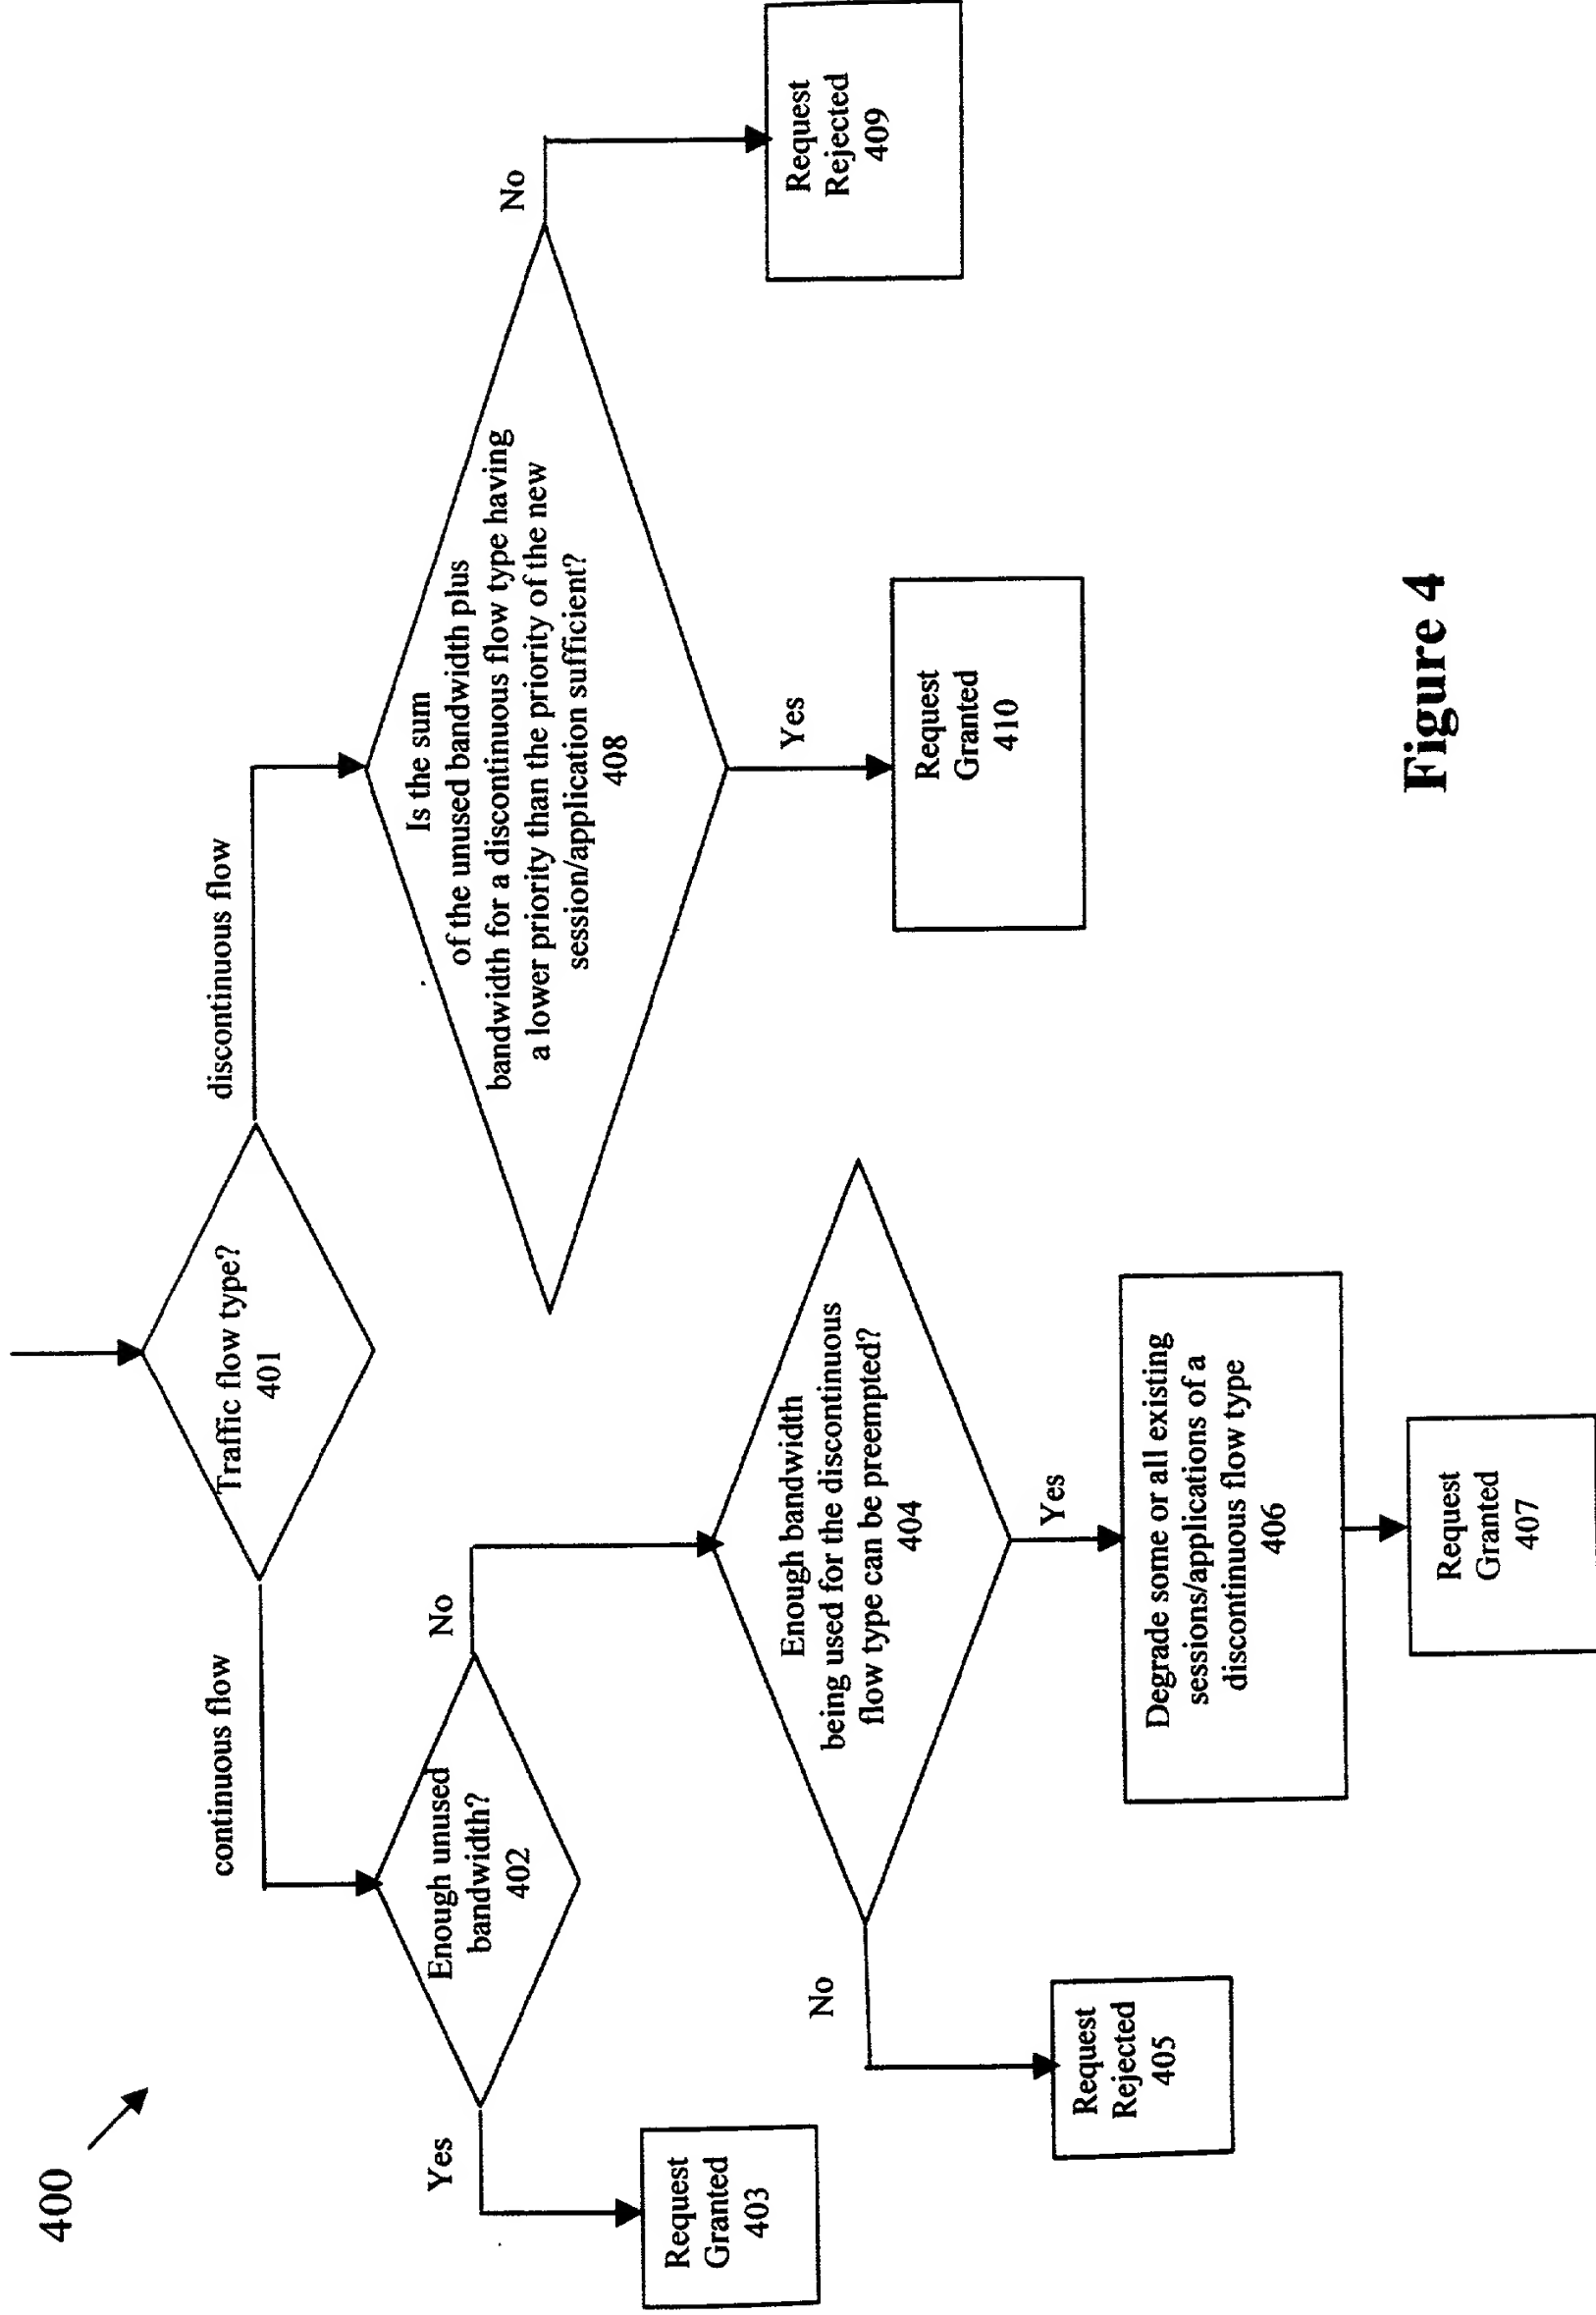 400
Traffic flow type?
401
continuous flow
discontinuous flow
Enough unused
bandwidth?
402
Yes
No
Request
Granted
403
Enough bandwidth
being used for the discontinuous
flow type can be preempted?
404
No
Yes
Request
Rejected
405
Degrade some or all existing
sessions/applications of a
discontinuous flow type
406
Request
Granted
407
Is the sum
of the unused bandwidth plus
bandwidth for a discontinuous flow type having
a lower priority than the priority of the new
session/application sufficient?
408
No
Yes
Request
Rejected
409
Request
Granted
410
Figure 4